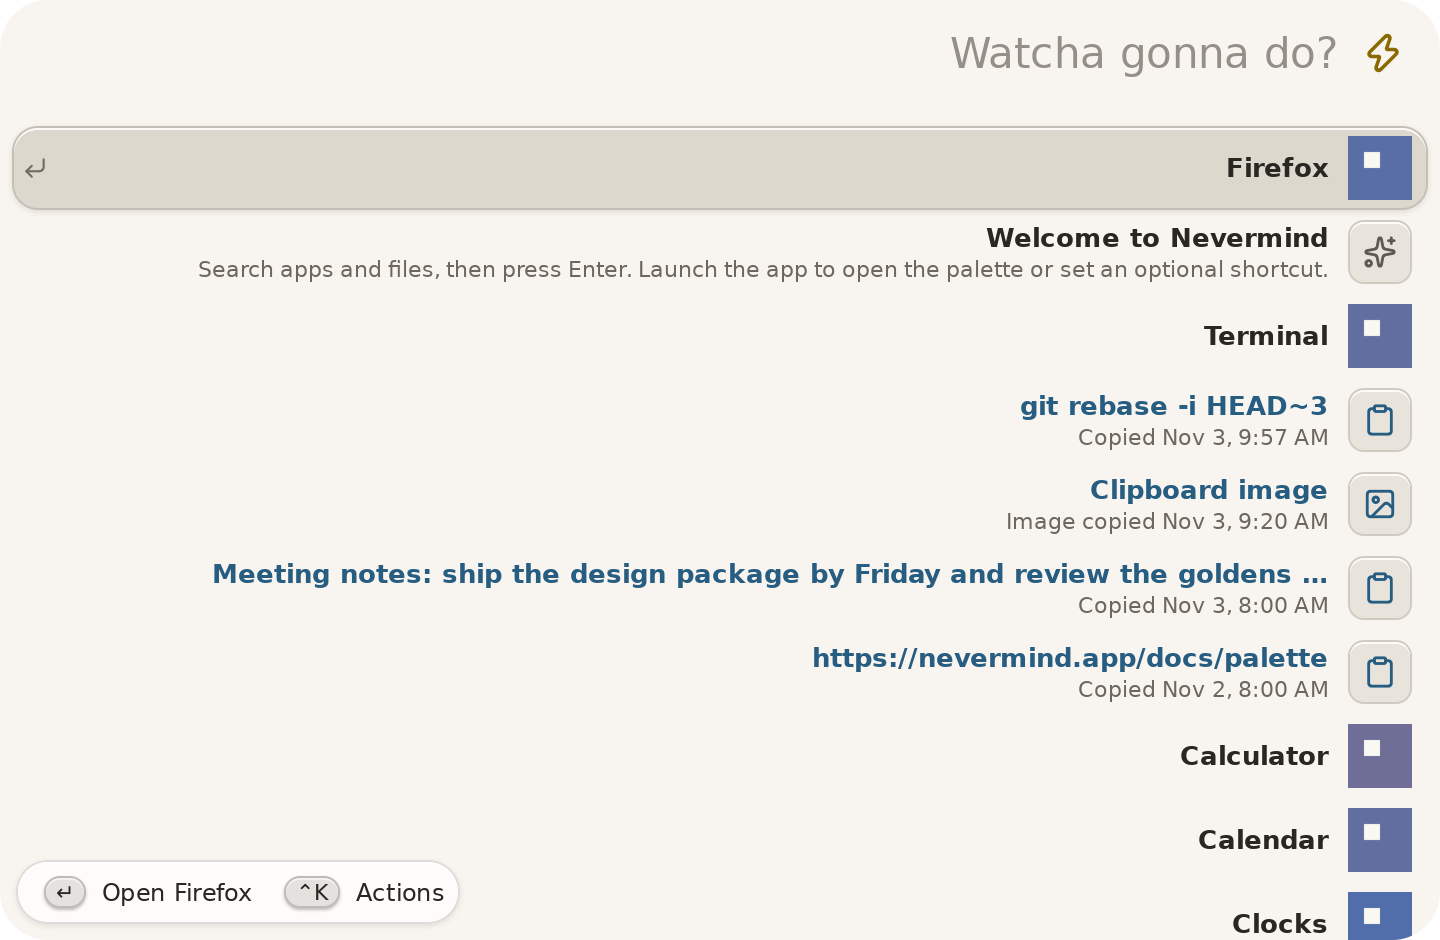 Watcha gonna do?
Firefox
Welcome to Nevermind
Search apps and files, then press Enter. Launch the app to open the palette or set an optional shortcut.
Terminal
git rebase -i HEAD~3
Copied Nov 3, 9:57 AM
Clipboard image
Image copied Nov 3, 9:20 AM
Meeting notes: ship the design package by Friday and review the goldens …
Copied Nov 3, 8:00 AM
https://nevermind.app/docs/palette
Copied Nov 2, 8:00 AM
Calculator
Calendar
Clocks
↵ Open Firefox ^K Actions